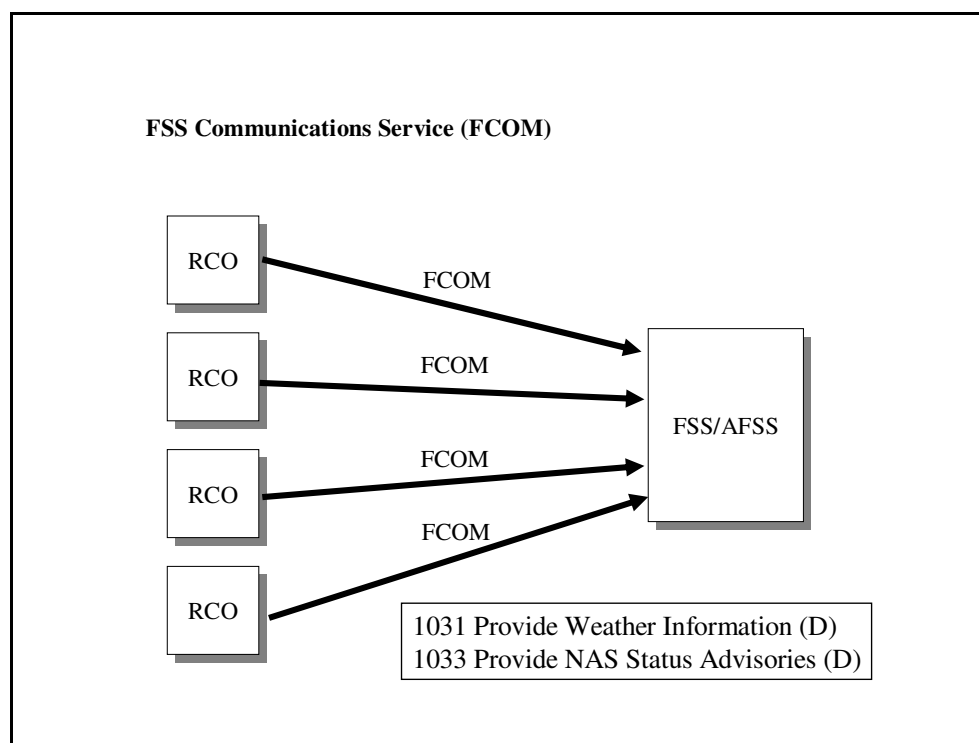 FSS Communications Service (FCOM)
RCO
FCOM
RCO
FCOM
FSS/AFSS
RCO
FCOM
RCO
FCOM
1031 Provide Weather Information (D)
1033 Provide NAS Status Advisories (D)